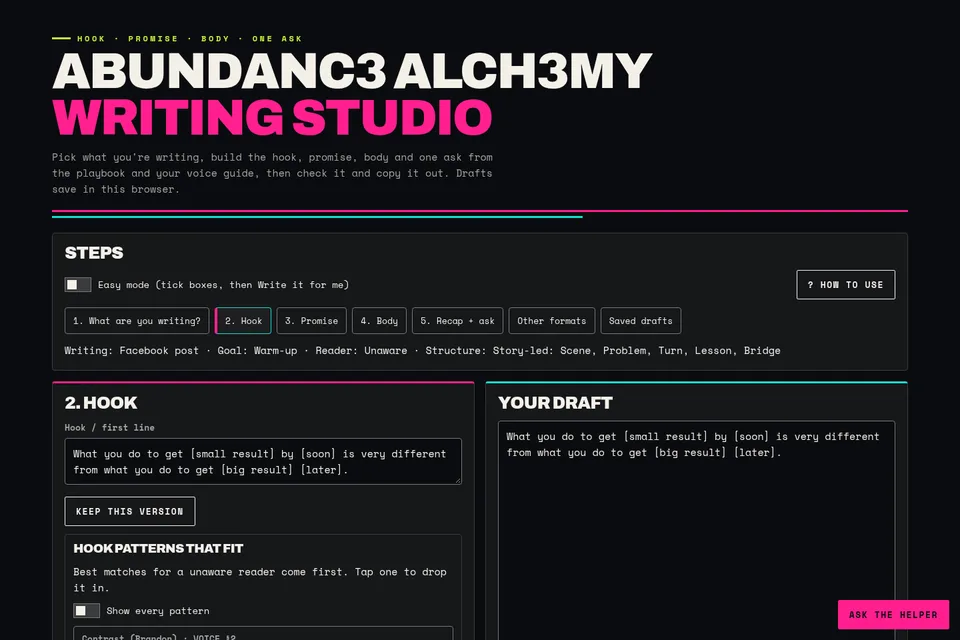 HOOK · PROMISE · BODY · ONE ASK
ABUNDANC3 ALCH3MY
WRITING STUDIO
Pick what you're writing, build the hook, promise, body and one ask from
the playbook and your voice guide, then check it and copy it out. Drafts
save in this browser.
STEPS
Easy mode (tick boxes, then Write it for me)
? HOW TO USE
1. What are you writing?
2. Hook
3. Promise
4. Body
5. Recap + ask
Other formats
Saved drafts
Writing: Facebook post · Goal: Warm-up · Reader: Unaware · Structure: Story-led: Scene, Problem, Turn, Lesson, Bridge
2. HOOK
Hook / first line
What you do to get [small result] by [soon] is very different
from what you do to get [big result] [later].
KEEP THIS VERSION
HOOK PATTERNS THAT FIT
Best matches for a unaware reader come first. Tap one to drop
it in.
Show every pattern
Contrast (Brandon) · VOICE
YOUR DRAFT
What you do to get [small result] by [soon] is very different
from what you do to get [big result] [later].
ASK THE HELPER